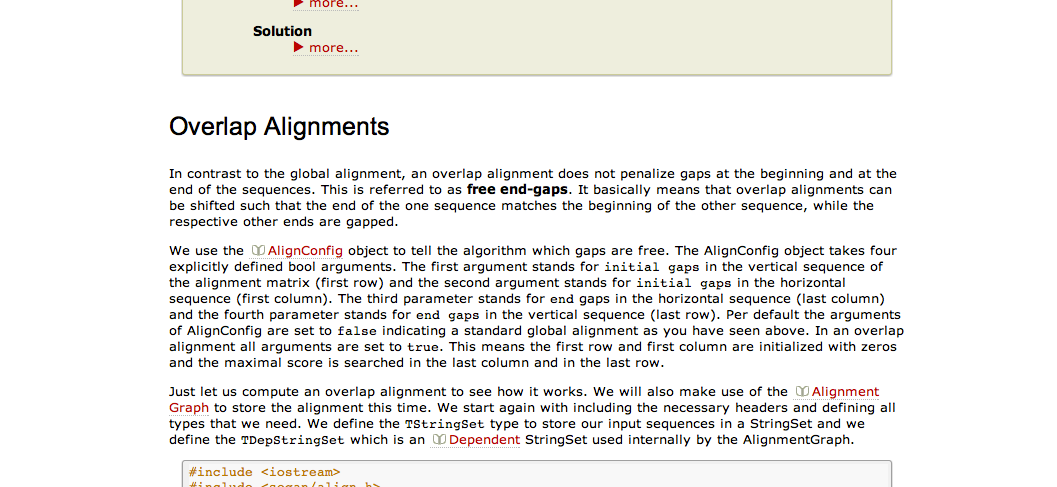 more...
Solution
more...
Overlap Alignments
In contrast to the global alignment, an overlap alignment does not penalize gaps at the beginning and at the
end of the sequences. This is referred to as free end-gaps. It basically means that overlap alignments can
be shifted such that the end of the one sequence matches the beginning of the other sequence, while the
respective other ends are gapped.
We use the AlignConfig object to tell the algorithm which gaps are free. The AlignConfig object takes four
explicitly defined bool arguments. The first argument stands for initial gaps in the vertical sequence of
the alignment matrix (first row) and the second argument stands for initial gaps in the horizontal
sequence (first column). The third parameter stands for end gaps in the horizontal sequence (last column)
and the fourth parameter stands for end gaps in the vertical sequence (last row). Per default the arguments
of AlignConfig are set to false indicating a standard global alignment as you have seen above. In an overlap
alignment all arguments are set to true. This means the first row and first column are initialized with zeros
and the maximal score is searched in the last column and in the last row.
Just let us compute an overlap alignment to see how it works. We will also make use of the Alignment
Graph to store the alignment this time. We start again with including the necessary headers and defining all
types that we need. We define the TStringSet type to store our input sequences in a StringSet and we
define the TDepStringSet which is an Dependent StringSet used internally by the AlignmentGraph.
#include <iostream>
#include <seqan/align.h>